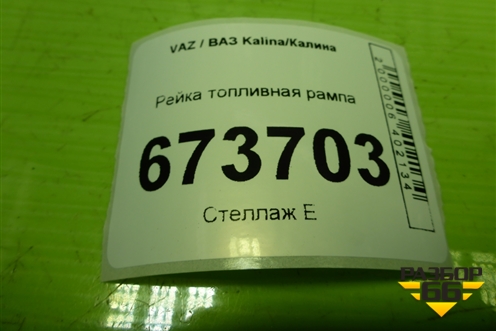 VAZ / ВАЗ Kalina/Калина
Рейка топливная рампа
673703
Стеллаж Е
2000006402134
РАЗБОР
66